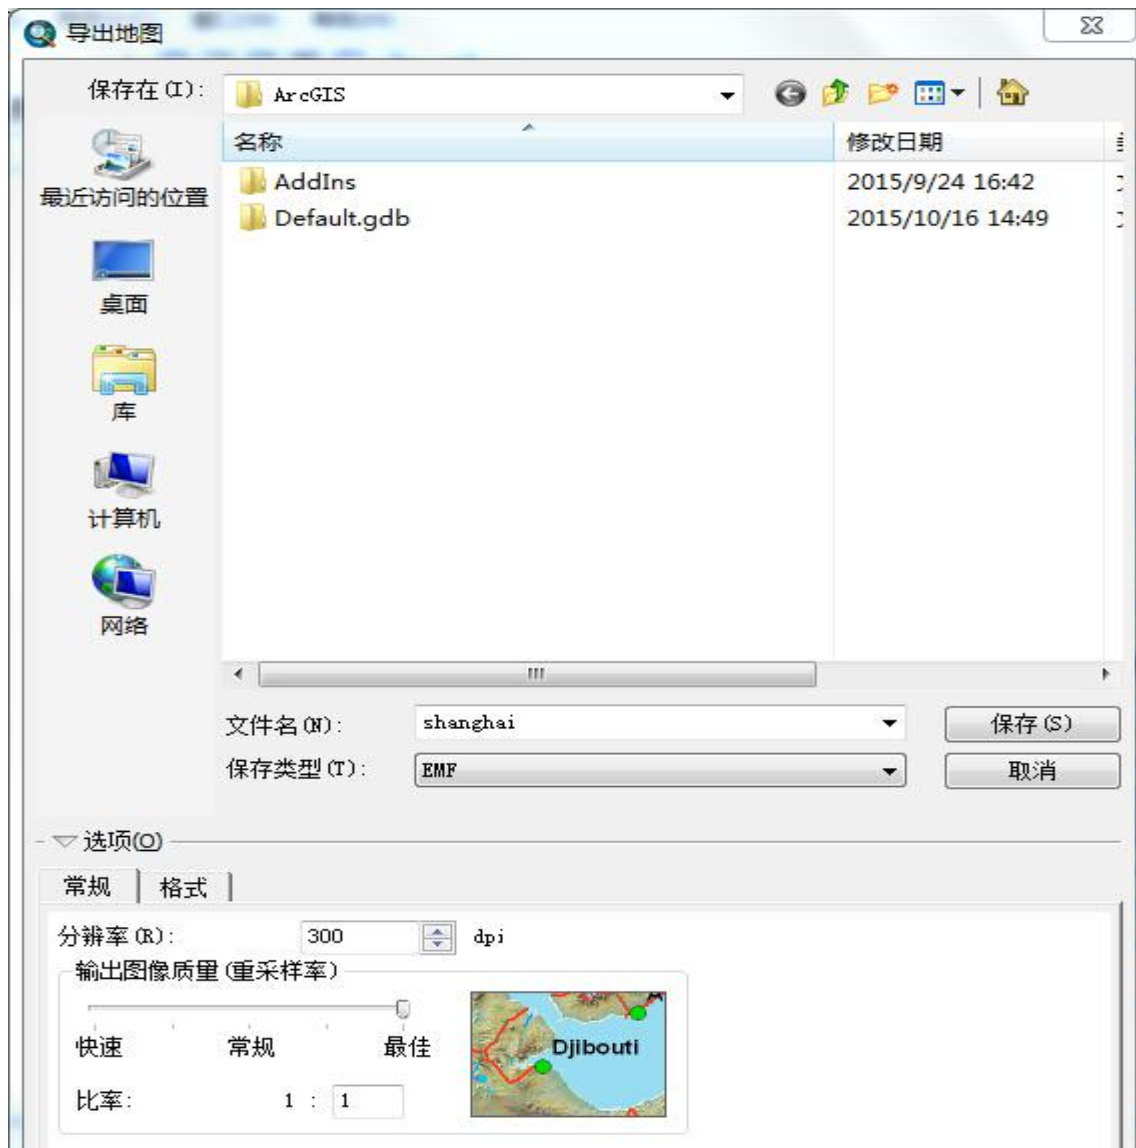 导出地图
保存在(I):
ArcGIS
名称
修改日期
最近访问的位置
AddIns
2015/9/24 16:42
Default.gdb
2015/10/16 14:49
桌面
库
计算机
网络
文件名(N):
shanghai
保存(S)
保存类型(T):
EMF
取消
选项(O)
常规
格式
分辨率(R):
300
dpi
输出图像质量(重采样率)
快速
常规
最佳
Djibouti
比率:
1 : 1